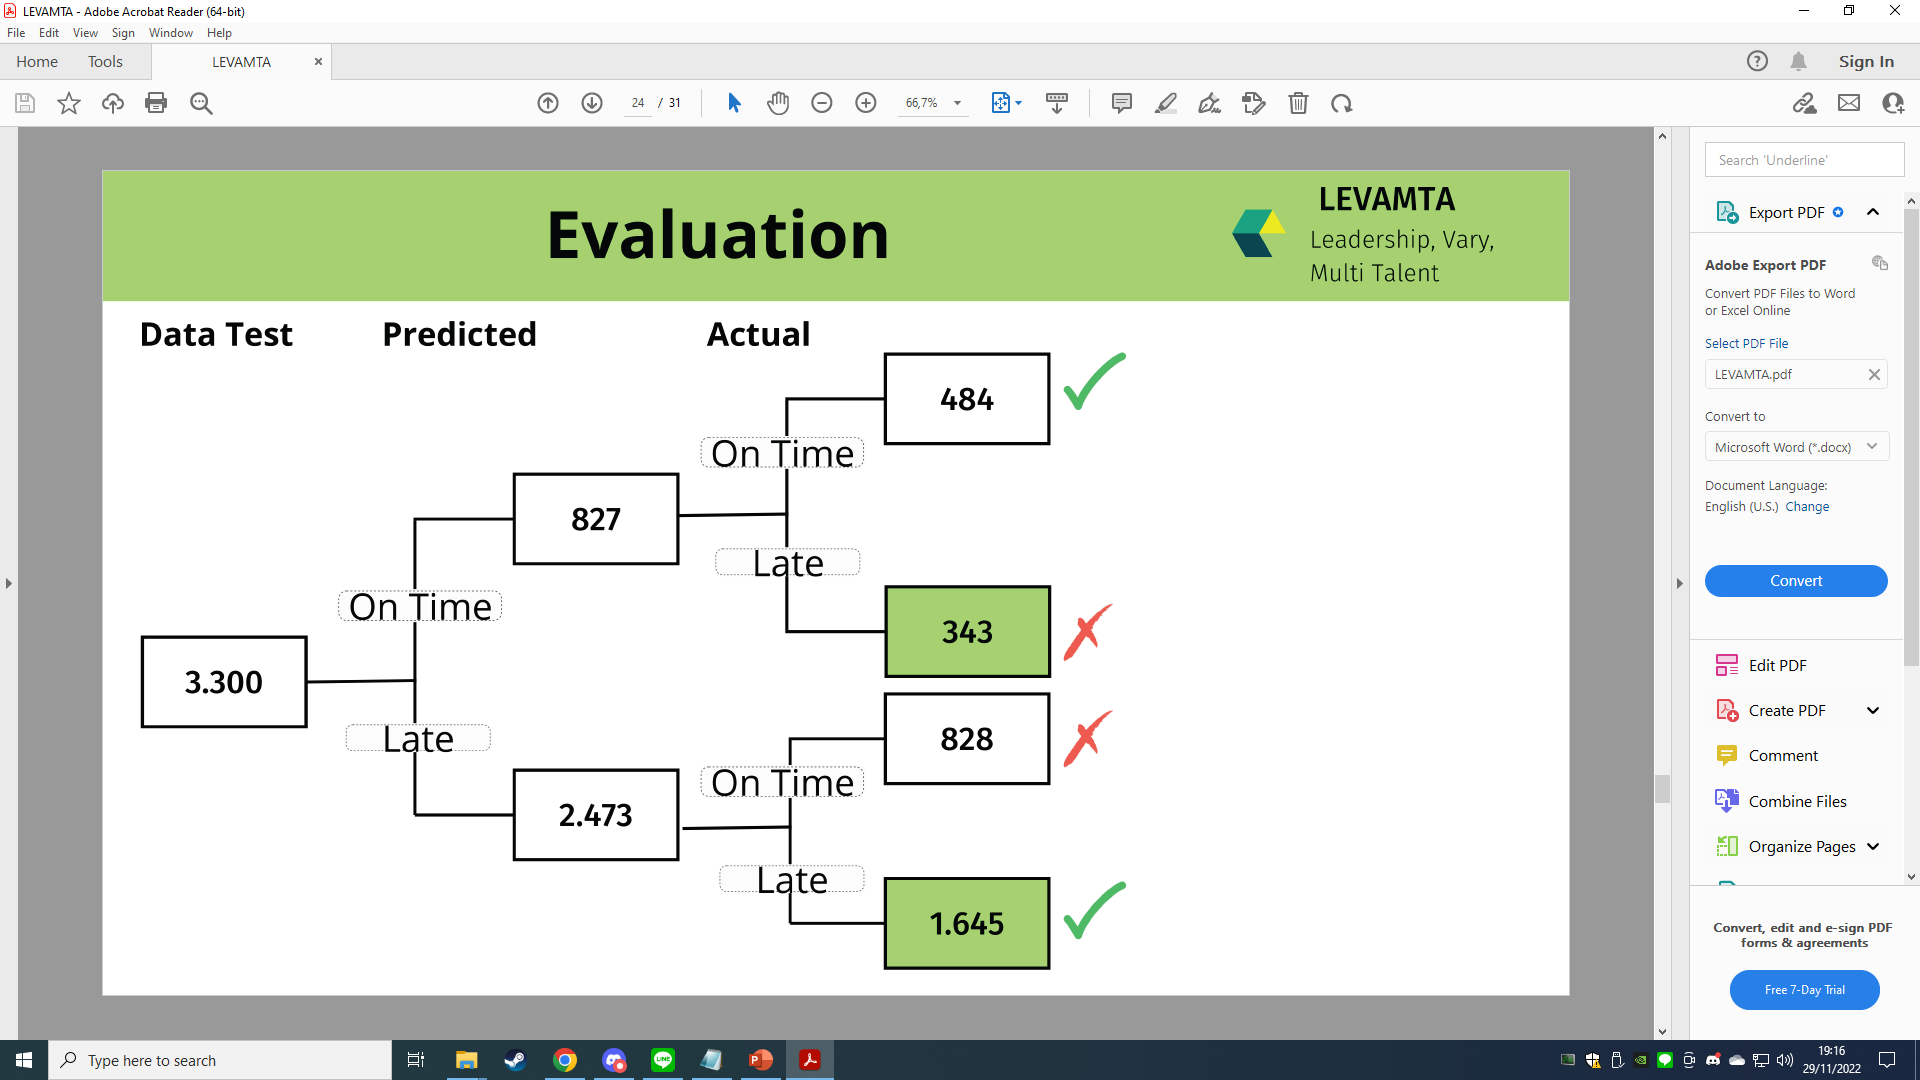 LEVAMTA - Adobe Acrobat Reader (64-bit)
File Edit View Sign Window Help
Home Tools LEVAMTA
Sign In
24 / 31
66,7%
Evaluation
LEVAMTA
Leadership, Vary,
Multi Talent
Data Test Predicted Actual
484
On Time
827
Late
On Time
343
3.300
Late
828
On Time
2.473
Late
1.645
Search 'Underline'
Export PDF
Adobe Export PDF
Convert PDF Files to Word
or Excel Online
Select PDF File
LEVAMTA.pdf
Convert to
Microsoft Word (*.docx)
Document Language:
English (U.S.) Change
Convert
Edit PDF
Create PDF
Comment
Combine Files
Organize Pages
Convert, edit and e-sign PDF
forms & agreements
Free 7-Day Trial
Type here to search
19:16
29/11/2022